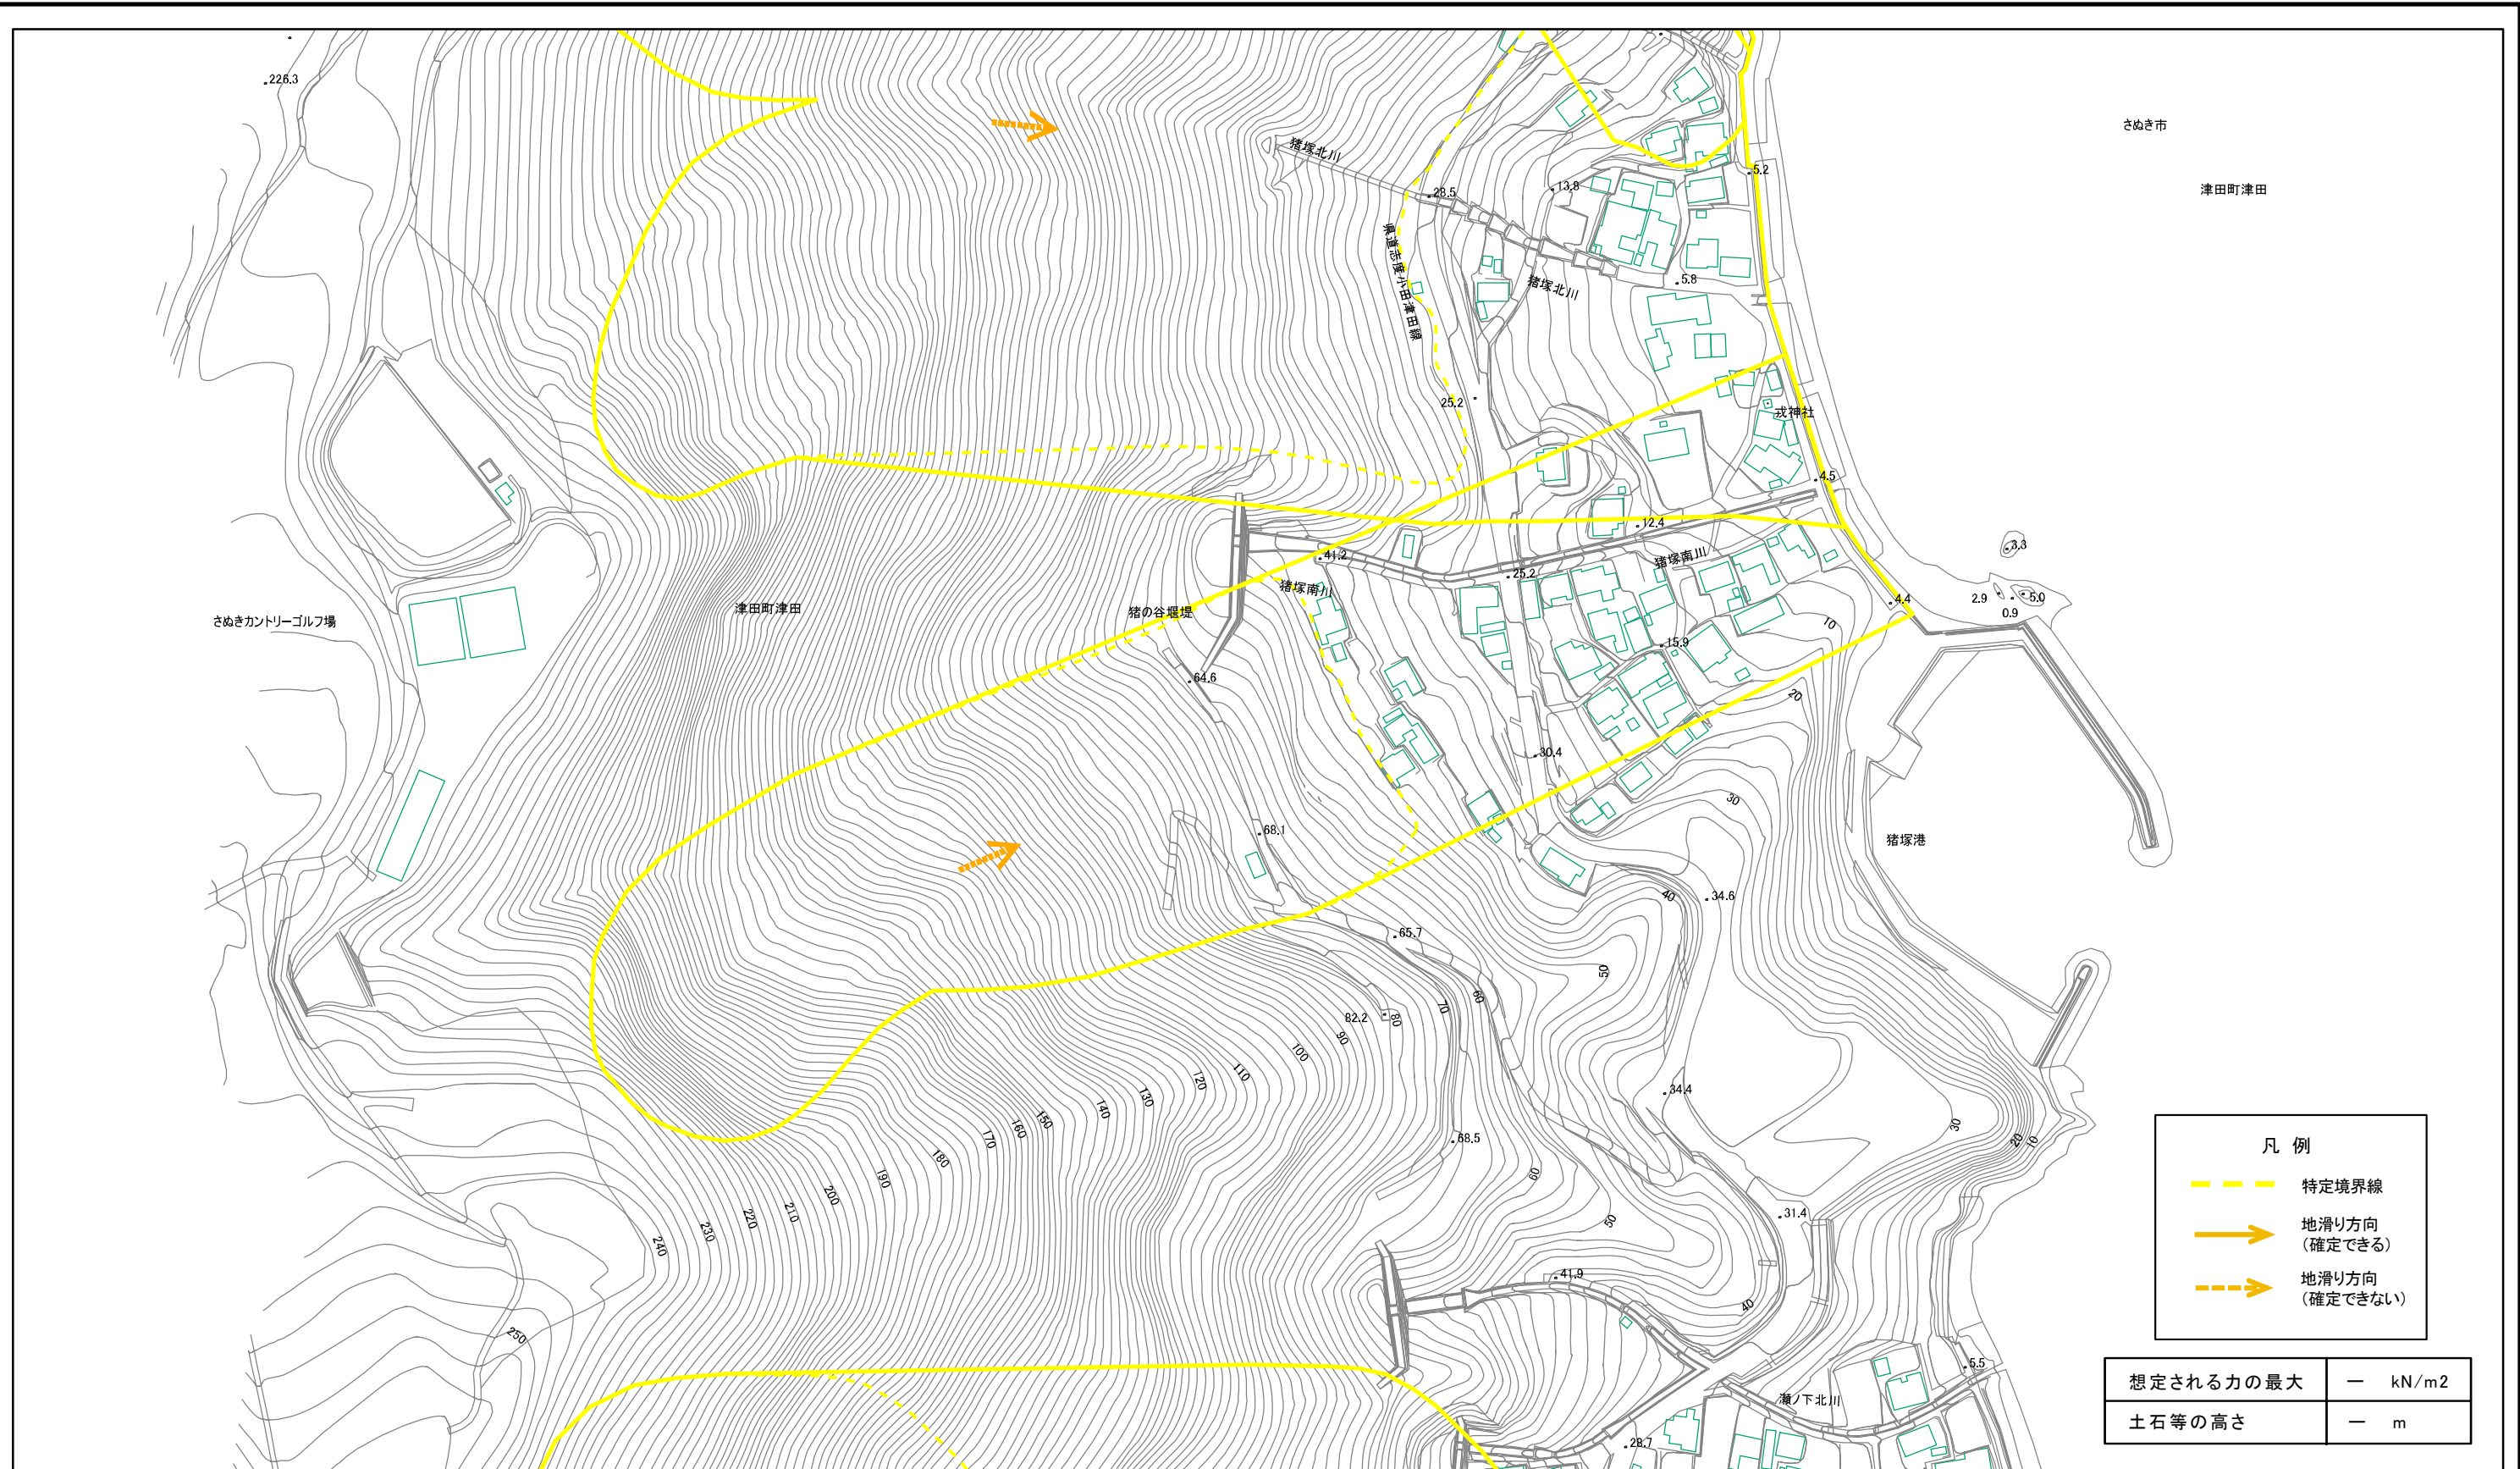 226.3
さぬき市
津田町津田
猪塚北川
28.5
13.8
5.2
県道志度小田津田線
猪塚北川
5.8
25.2
戎神社
4.5
12.4
41.2
猪塚南川
25.2
猪塚南川
3.3
さぬきカントリーゴルフ場
津田町津田
猪の谷堰堤
4.4
2.9
5.0
0.9
10
15.9
64.6
20
30.4
30
68.1
猪塚港
40
34.6
65.7
50
82.2
80
70
60
90
100
110
120
130
140
150
160
170
180
190
200
210
220
230
240
250
34.4
68.5
60
50
30
20
10
31.4
41.9
40
瀬ノ下北川
5.5
28.7
凡 例
特定境界線
地滑り方向
（確定できる）
地滑り方向
（確定できない）
想定される力の最大 ー kN/m2
土石等の高さ ー m